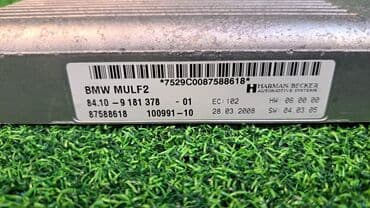 *7529C0087588618*
BMW MULF2
HARMAN/BECKER
AUTOMOTIVE SYSTEMS
84.10-9 181 378 -01 EC:102 HW: 06.00.00
87588618 100991-10 28.03.2008 SW: 04.03.05